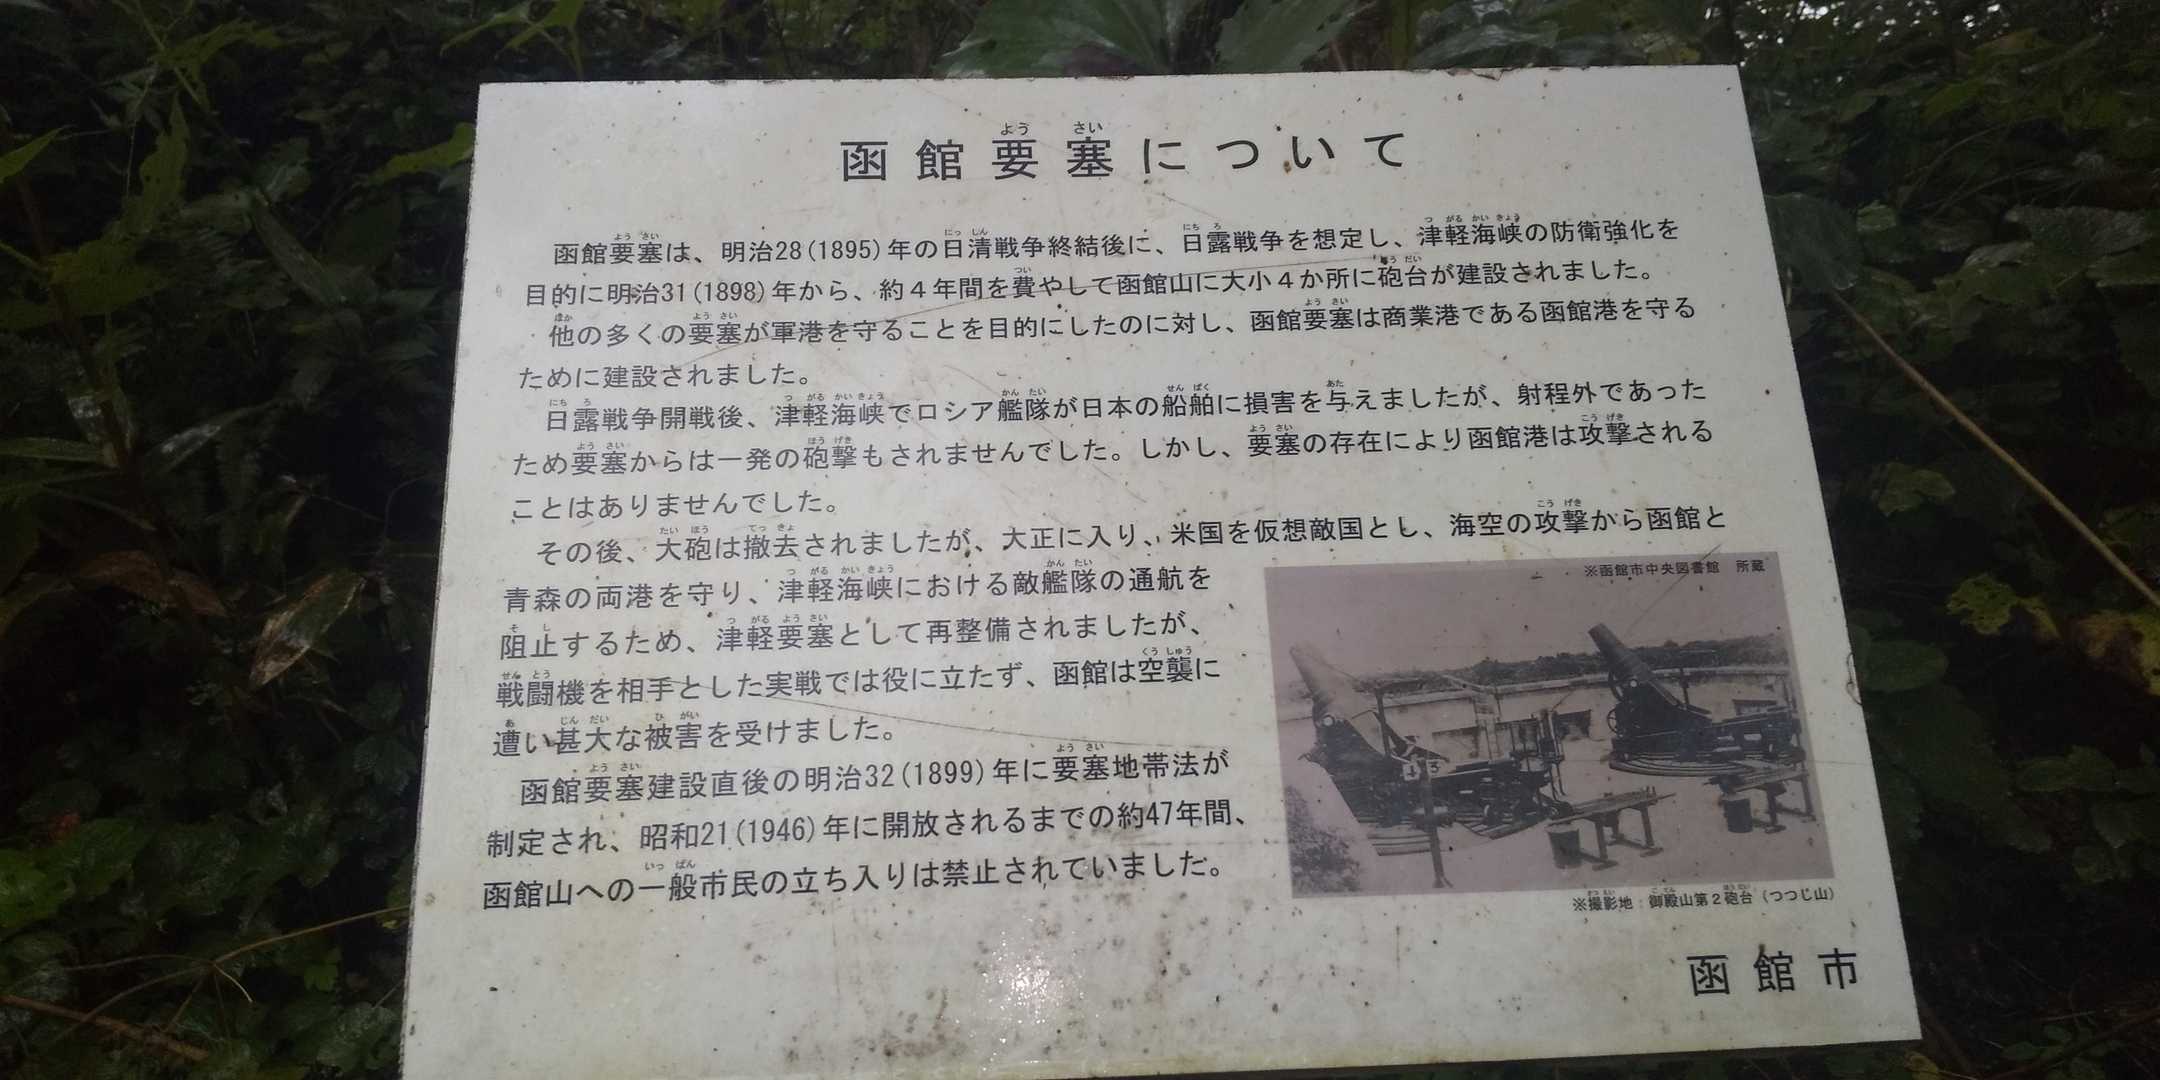 函館要塞について
函館要塞は、明治28(1895)年の日清戦争終結後に、日露戦争を想定し、津軽海峡の防衛強化を
目的に明治31(1898)年から、約４年間を費やして函館山に大小４か所に砲台が建設されました。
他の多くの要塞が軍港を守ることを目的にしたのに対し、函館要塞は商業港である函館港を守る
ために建設されました。
日露戦争開戦後、津軽海峡でロシア艦隊が日本の船舶に損害を与えましたが、射程外であった
ため要塞からは一発の砲撃もされませんでした。しかし、要塞の存在により函館港は攻撃される
ことはありませんでした。
その後、大砲は撤去されましたが、大正に入り、米国を仮想敵国とし、海空の攻撃から函館と
青森の両港を守り、津軽海峡における敵艦隊の通航を
阻止するため、津軽要塞として再整備されましたが、
戦闘機を相手とした実戦では役に立たず、函館は空襲に
遭い甚大な被害を受けました。
函館要塞建設直後の明治32(1899)年に要塞地帯法が
制定され、昭和21(1946)年に開放されるまでの約47年間、
函館山への一般市民の立ち入りは禁止されていました。
※函館市中央図書館　所蔵
※撮影地：御殿山第２砲台（つつじ山）
函館市